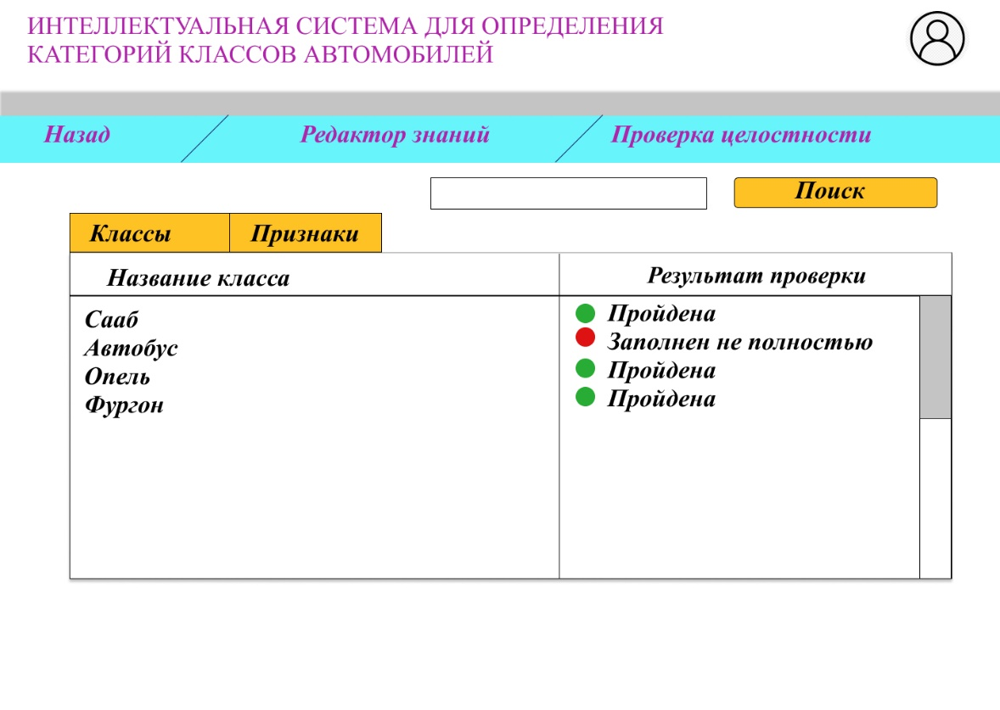 ИНТЕЛЛЕКТУАЛЬНАЯ СИСТЕМА ДЛЯ ОПРЕДЕЛЕНИЯ
КАТЕГОРИЙ КЛАССОВ АВТОМОБИЛЕЙ
Назад Редактор знаний Проверка целостности
Поиск
Классы Признаки
Название класса Результат проверки
Сааб Пройдена
Автобус Заполнен не полностью
Опель Пройдена
Фургон Пройдена